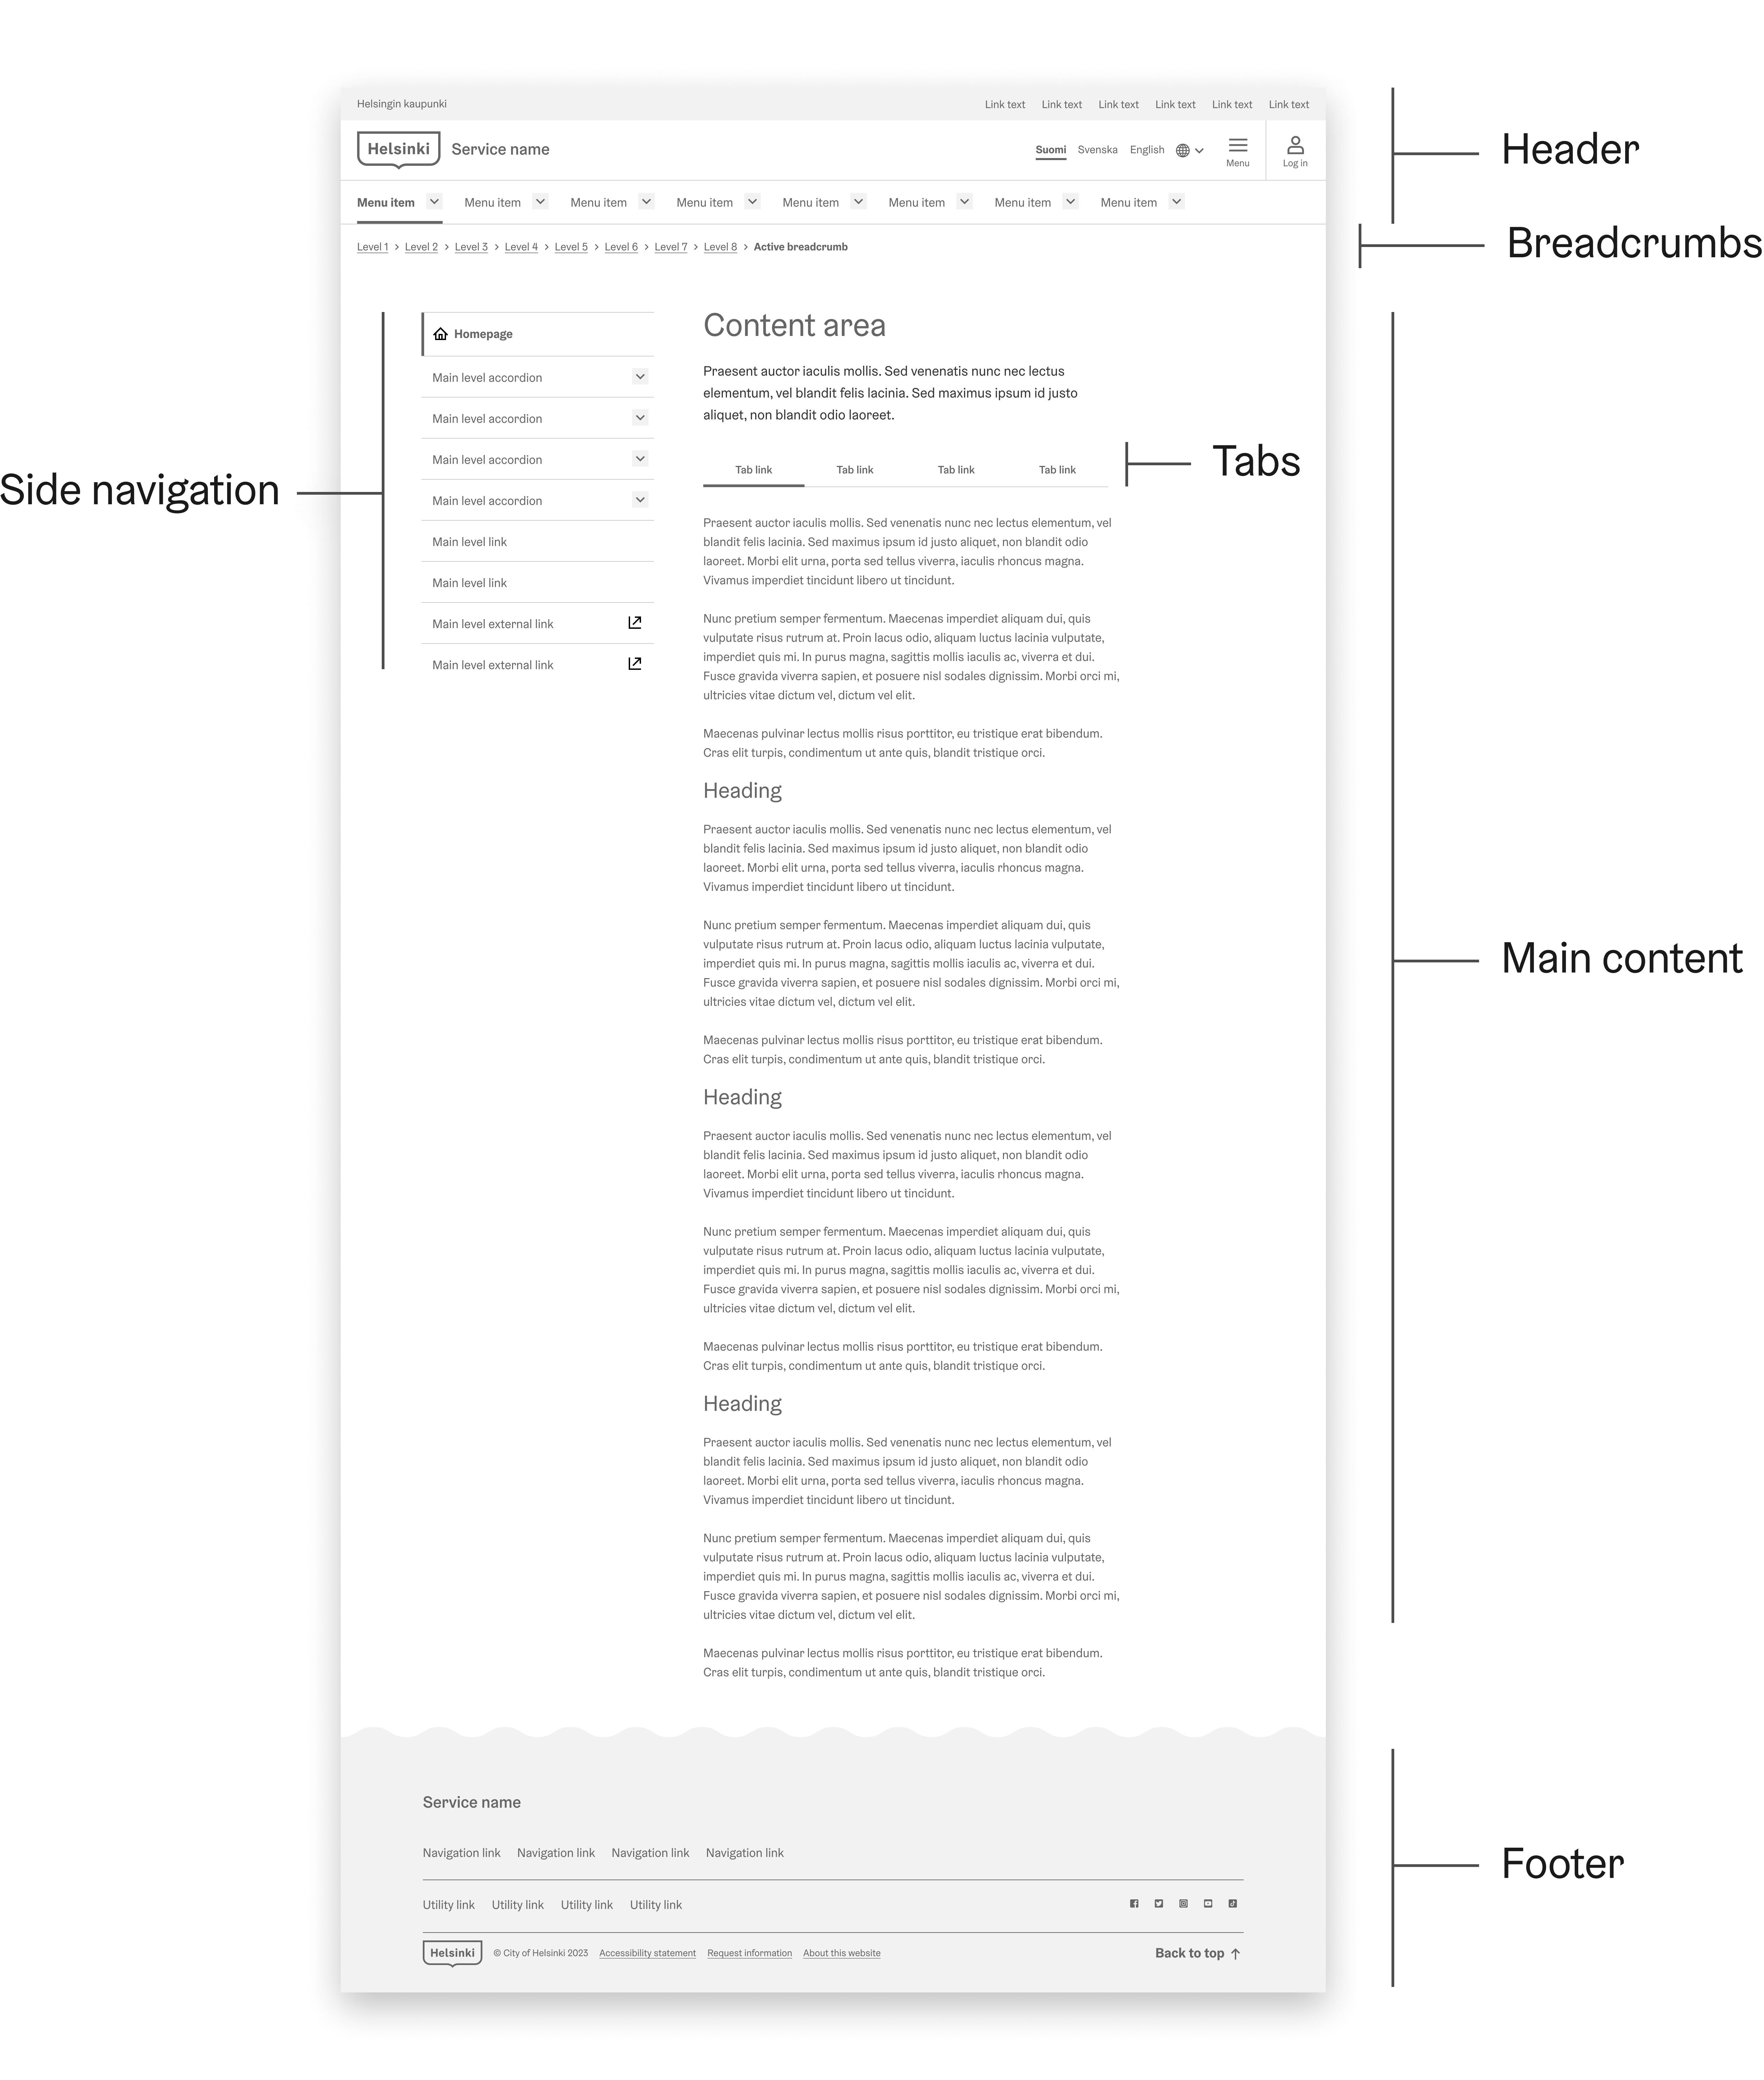 Helsingin kaupunki
Link text Link text Link text Link text Link text Link text
Header
Helsinki Service name
Suomi Svenska English
Menu
Log in
Menu item Menu item Menu item Menu item Menu item Menu item Menu item Menu item
Breadcrumbs
Level 1 > Level 2 > Level 3 > Level 4 > Level 5 > Level 6 > Level 7 > Level 8 > Active breadcrumb
Side navigation
Homepage
Main level accordion
Main level accordion
Main level accordion
Main level accordion
Main level link
Main level link
Main level external link
Main level external link
Content area
Praesent auctor iaculis mollis. Sed venenatis nunc nec lectus
elementum, vel blandit felis lacinia. Sed maximus ipsum id justo
aliquet, non blandit odio laoreet.
Tabs
Tab link Tab link Tab link Tab link
Praesent auctor iaculis mollis. Sed venenatis nunc nec lectus elementum, vel
blandit felis lacinia. Sed maximus ipsum id justo aliquet, non blandit odio
laoreet. Morbi elit urna, porta sed tellus viverra, iaculis rhoncus magna.
Vivamus imperdiet tincidunt libero ut tincidunt.
Nunc pretium semper fermentum. Maecenas imperdiet aliquam dui, quis
vulputate risus rutrum at. Proin lacus odio, aliquam luctus lacinia vulputate,
imperdiet quis mi. In purus magna, sagittis mollis iaculis ac, viverra et dui.
Fusce gravida viverra sapien, et posuere nisl sodales dignissim. Morbi orci mi,
ultricies vitae dictum vel, dictum vel elit.
Maecenas pulvinar lectus mollis risus porttitor, eu tristique erat bibendum.
Cras elit turpis, condimentum ut ante quis, blandit tristique orci.
Heading
Praesent auctor iaculis mollis. Sed venenatis nunc nec lectus elementum, vel
blandit felis lacinia. Sed maximus ipsum id justo aliquet, non blandit odio
laoreet. Morbi elit urna, porta sed tellus viverra, iaculis rhoncus magna.
Vivamus imperdiet tincidunt libero ut tincidunt.
Nunc pretium semper fermentum. Maecenas imperdiet aliquam dui, quis
vulputate risus rutrum at. Proin lacus odio, aliquam luctus lacinia vulputate,
imperdiet quis mi. In purus magna, sagittis mollis iaculis ac, viverra et dui.
Fusce gravida viverra sapien, et posuere nisl sodales dignissim. Morbi orci mi,
ultricies vitae dictum vel, dictum vel elit.
Maecenas pulvinar lectus mollis risus porttitor, eu tristique erat bibendum.
Cras elit turpis, condimentum ut ante quis, blandit tristique orci.
Main content
Heading
Praesent auctor iaculis mollis. Sed venenatis nunc nec lectus elementum, vel
blandit felis lacinia. Sed maximus ipsum id justo aliquet, non blandit odio
laoreet. Morbi elit urna, porta sed tellus viverra, iaculis rhoncus magna.
Vivamus imperdiet tincidunt libero ut tincidunt.
Nunc pretium semper fermentum. Maecenas imperdiet aliquam dui, quis
vulputate risus rutrum at. Proin lacus odio, aliquam luctus lacinia vulputate,
imperdiet quis mi. In purus magna, sagittis mollis iaculis ac, viverra et dui.
Fusce gravida viverra sapien, et posuere nisl sodales dignissim. Morbi orci mi,
ultricies vitae dictum vel, dictum vel elit.
Maecenas pulvinar lectus mollis risus porttitor, eu tristique erat bibendum.
Cras elit turpis, condimentum ut ante quis, blandit tristique orci.
Heading
Praesent auctor iaculis mollis. Sed venenatis nunc nec lectus elementum, vel
blandit felis lacinia. Sed maximus ipsum id justo aliquet, non blandit odio
laoreet. Morbi elit urna, porta sed tellus viverra, iaculis rhoncus magna.
Vivamus imperdiet tincidunt libero ut tincidunt.
Nunc pretium semper fermentum. Maecenas imperdiet aliquam dui, quis
vulputate risus rutrum at. Proin lacus odio, aliquam luctus lacinia vulputate,
imperdiet quis mi. In purus magna, sagittis mollis iaculis ac, viverra et dui.
Fusce gravida viverra sapien, et posuere nisl sodales dignissim. Morbi orci mi,
ultricies vitae dictum vel, dictum vel elit.
Maecenas pulvinar lectus mollis risus porttitor, eu tristique erat bibendum.
Cras elit turpis, condimentum ut ante quis, blandit tristique orci.
Service name
Navigation link Navigation link Navigation link Navigation link
Footer
Utility link Utility link Utility link Utility link
Helsinki © City of Helsinki 2023 Accessibility statement Request information About this website
Back to top ↑